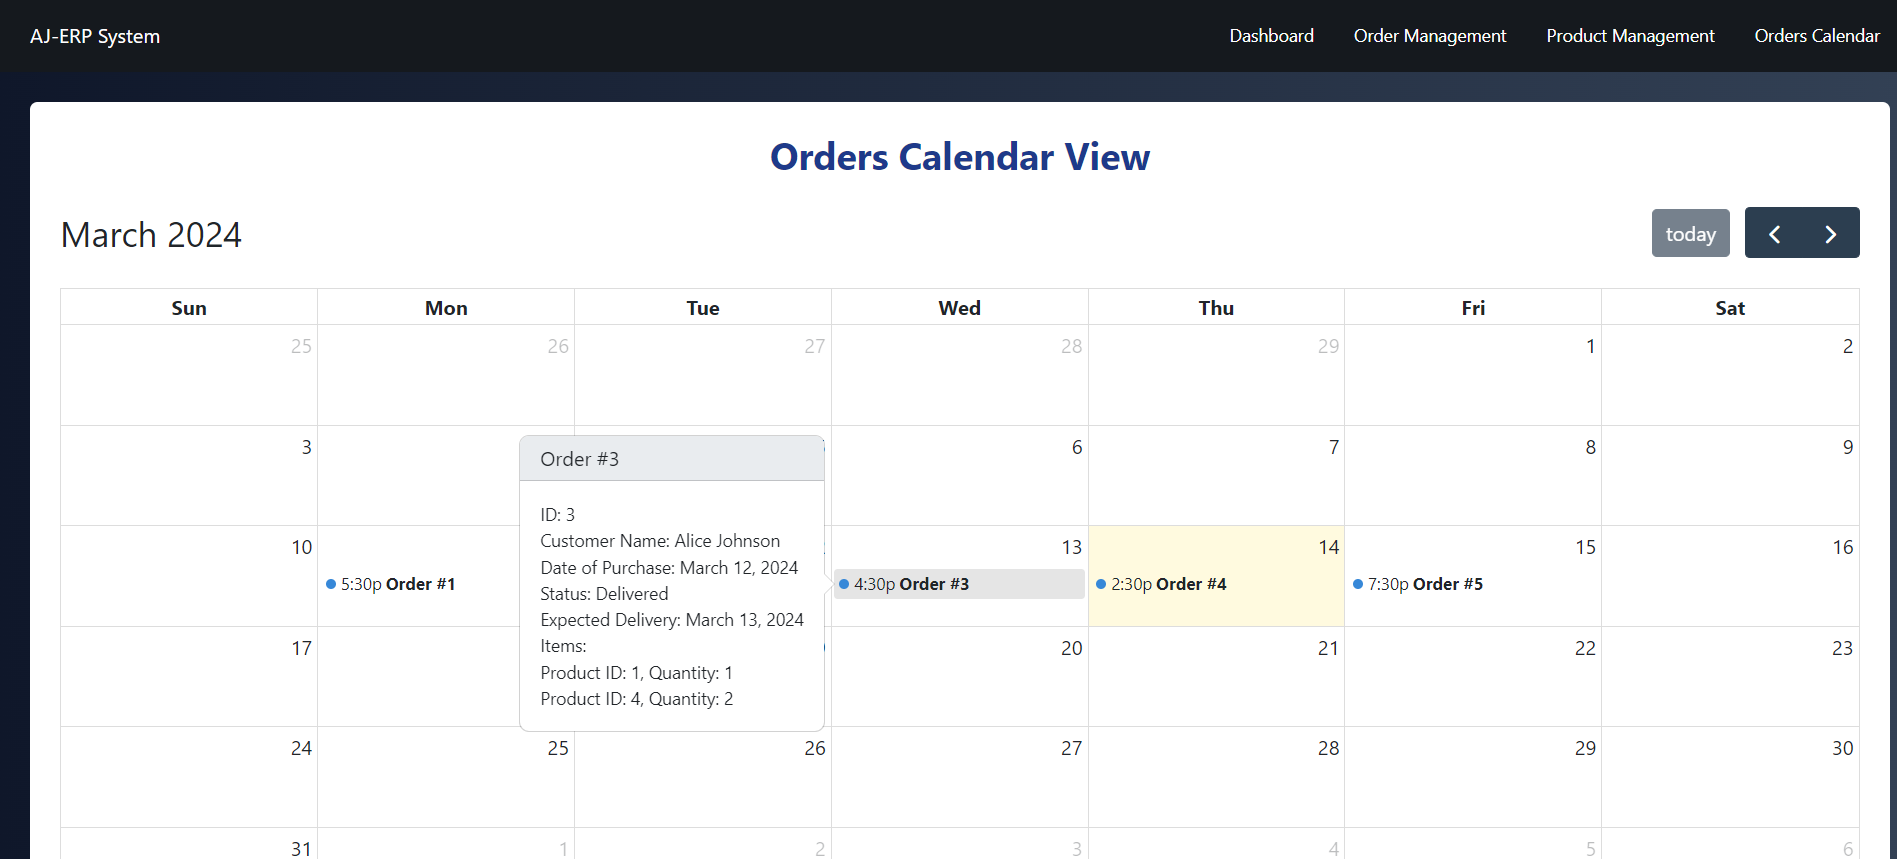 AJ-ERP System
Dashboard Order Management Product Management Orders Calendar
Orders Calendar View
March 2024
today
Sun Mon Tue Wed Thu Fri Sat
25 26 27 28 29 1 2
3 6 7 8 9
10 13 14 15 16
5:30p Order #1
4:30p Order #3
2:30p Order #4
7:30p Order #5
Order #3
ID: 3
Customer Name: Alice Johnson
Date of Purchase: March 12, 2024
Status: Delivered
Expected Delivery: March 13, 2024
Items:
Product ID: 1, Quantity: 1
Product ID: 4, Quantity: 2
17 20 21 22 23
24 25 26 27 28 29 30
31 1 2 3 4 5 6